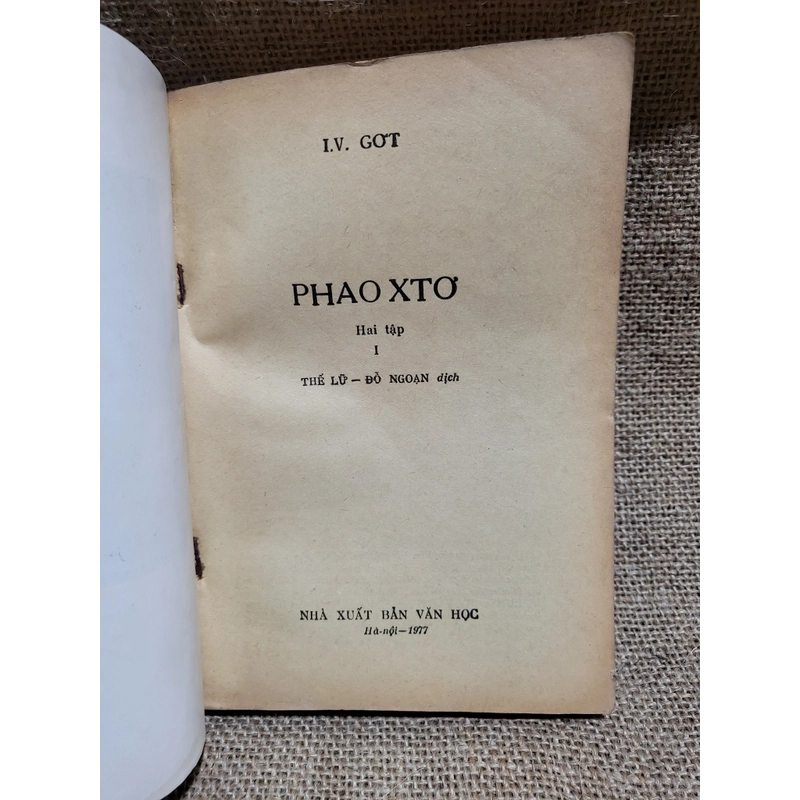 I.V. GƠT
PHAO XTƠ
Hai tập
I
THẾ LỮ — ĐỖ NGOẠN dịch
NHÀ XUẤT BẢN VĂN HỌC
Hà-nội—1977